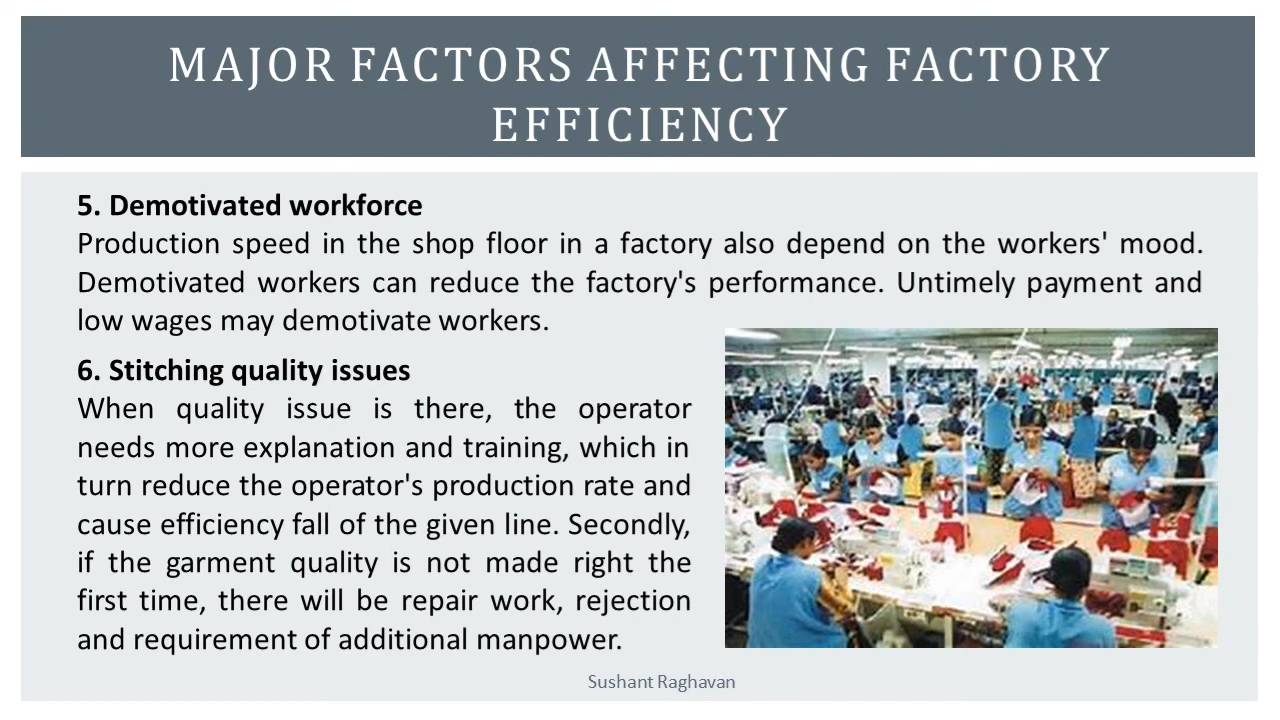 MAJOR FACTORS AFFECTING FACTORY
EFFICIENCY
5. Demotivated workforce
Production speed in the shop floor in a factory also depend on the workers' mood.
Demotivated workers can reduce the factory's performance. Untimely payment and
low wages may demotivate workers.
6. Stitching quality issues
When quality issue is there, the operator
needs more explanation and training, which in
turn reduce the operator's production rate and
cause efficiency fall of the given line. Secondly,
if the garment quality is not made right the
first time, there will be repair work, rejection
and requirement of additional manpower.
Sushant Raghavan